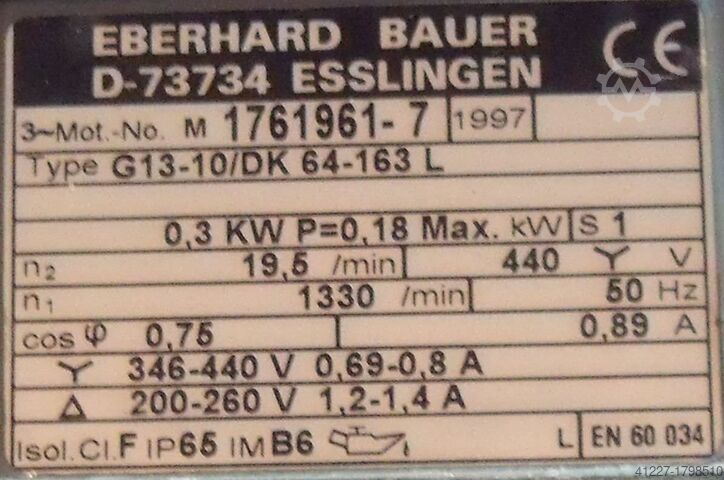 EBERHARD BAUER
D-73734 ESSLINGEN CE
3~Mot.-No. M 1761961-7 1997
Type G13-10/DK 64-163 L
0,3 KW P=0,18 Max. kW S 1
n₂ 19,5 /min 440 Y V
n₁ 1330 /min 50 Hz
cos φ 0,75 0,89 A
Y 346-440 V 0,69-0,8 A
Δ 200-260 V 1,2-1,4 A
Isol.Cl.F IP65 IM B6 L EN 60 034
41227-1798510